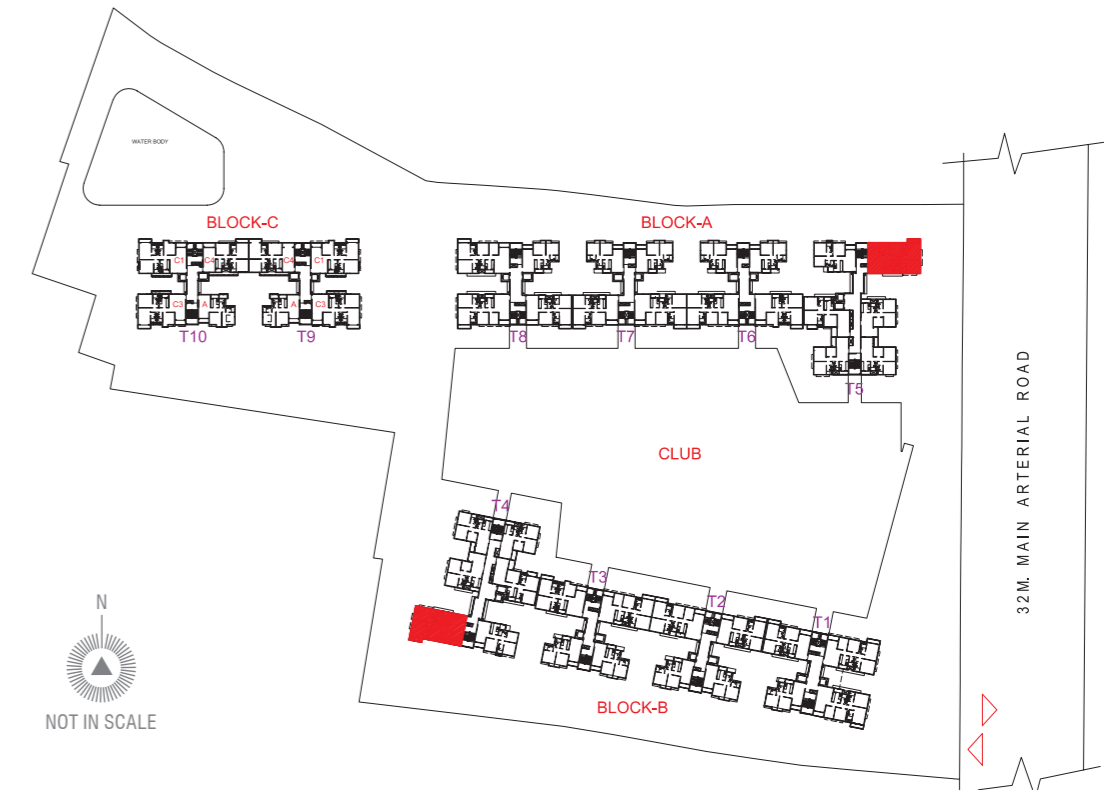 WATER BODY
BLOCK-C
BLOCK-A
C1
C4
C4
C1
C3
A
A
C3
T10
T9
T8
T7
T6
T5
CLUB
32M. MAIN ARTERIAL ROAD
T4
T3
T2
T1
N
NOT IN SCALE
BLOCK-B